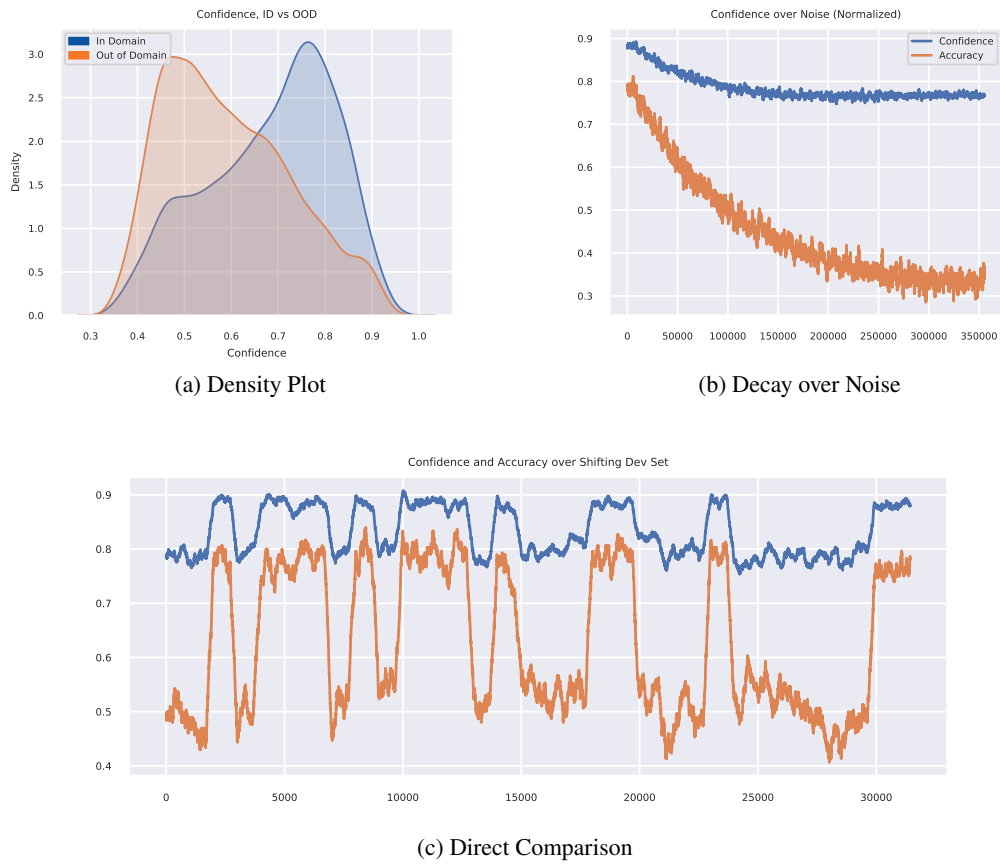 Confidence, ID vs OOD
In Domain
Out of Domain
3.0
2.5
2.0
1.5
1.0
0.5
0.0
Density
0.3 0.4 0.5 0.6 0.7 0.8 0.9 1.0
Confidence
(a) Density Plot
Confidence over Noise (Normalized)
Confidence
Accuracy
0.9
0.8
0.7
0.6
0.5
0.4
0.3
0 50000 100000 150000 200000 250000 300000 350000
(b) Decay over Noise
Confidence and Accuracy over Shifting Dev Set
0.9
0.8
0.7
0.6
0.5
0.4
0 5000 10000 15000 20000 25000 30000
(c) Direct Comparison